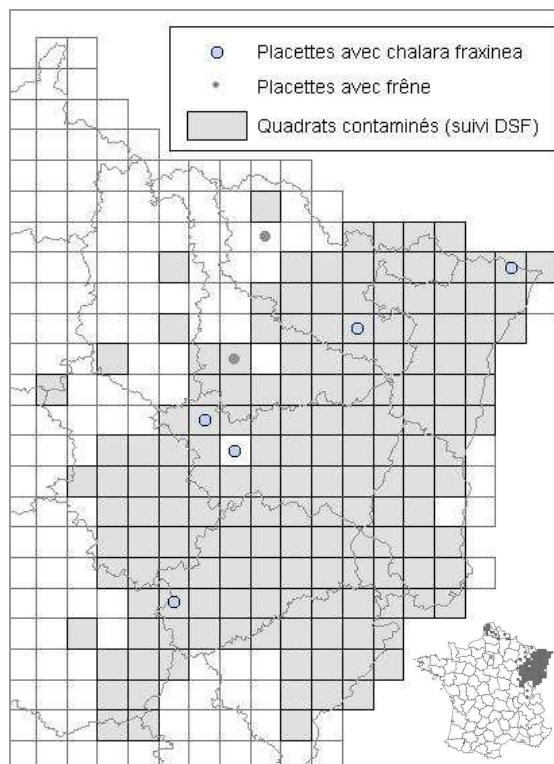 Placettes avec chalara fraxinea
Placettes avec frêne
Quadrats contaminés (suivi DSF)